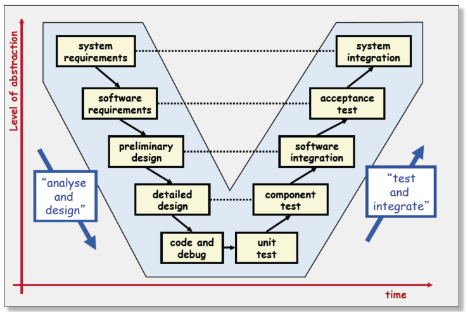 Level of abstraction
system
requirements
system
integration
software
requirements
acceptance
test
preliminary
design
software
integration
"analyse
and
design"
detailed
design
component
test
"test
and
integrate"
code and
debug
unit
test
time